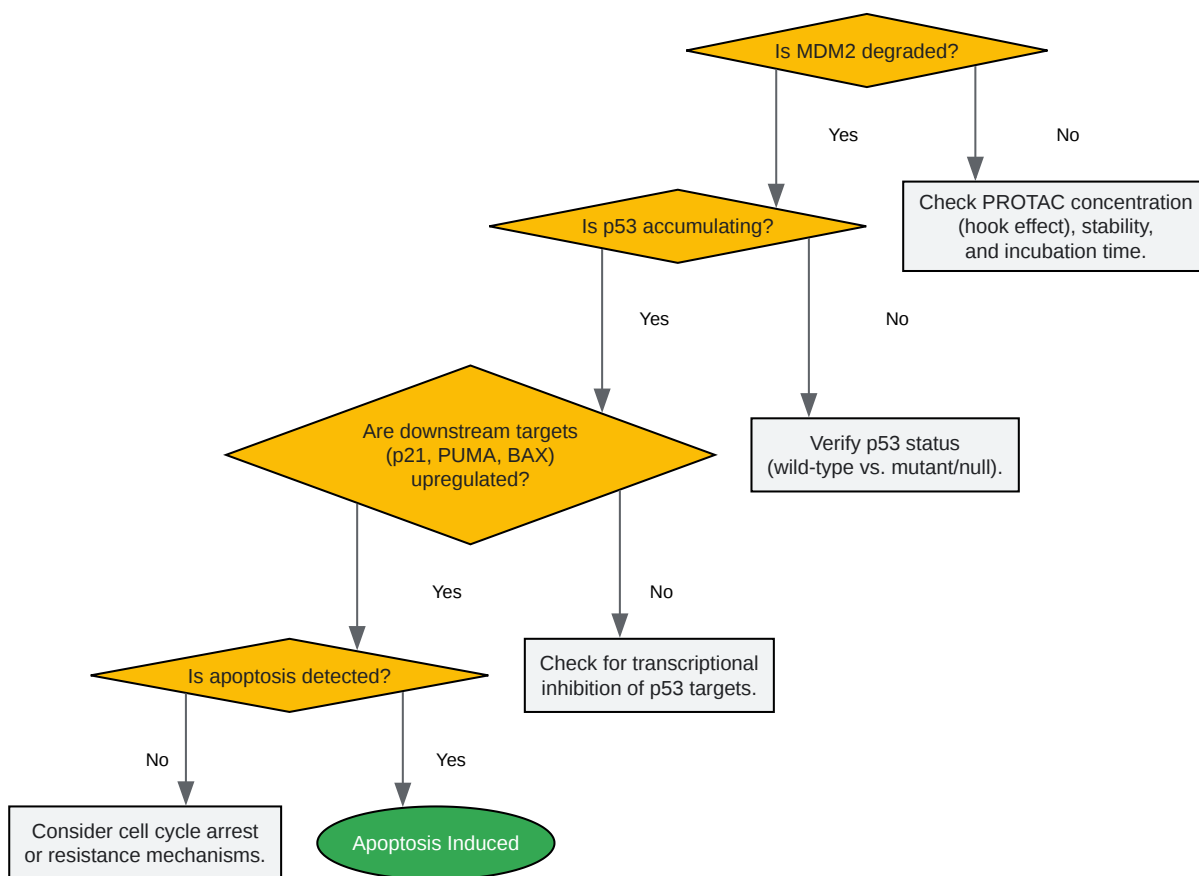 Is MDM2 degraded?
Yes
No
Check PROTAC concentration
(hook effect), stability,
and incubation time.
Is p53 accumulating?
Yes
No
Verify p53 status
(wild-type vs. mutant/null).
Are downstream targets
(p21, PUMA, BAX)
upregulated?
Yes
No
Check for transcriptional
inhibition of p53 targets.
Is apoptosis detected?
No
Yes
Consider cell cycle arrest
or resistance mechanisms.
Apoptosis Induced